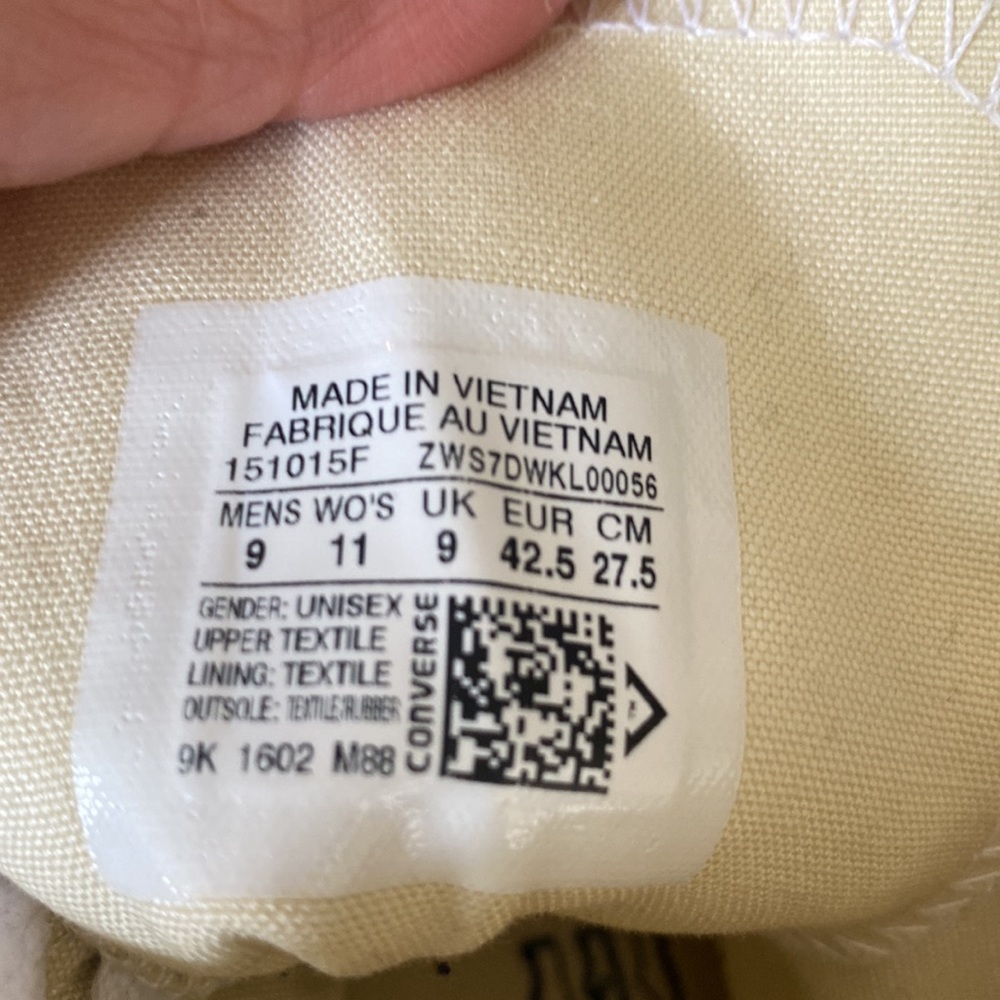 MADE IN VIETNAM
FABRIQUE AU VIETNAM
151015F ZWS7DWKL00056
MENS WO'S UK EUR CM
9 11 9 42.5 27.5
GENDER: UNISEX
UPPER TEXTILE
LINING: TEXTILE
OUTSOLE: TEXTILE/RUBBER
9K 1602 M88
CONVERSE